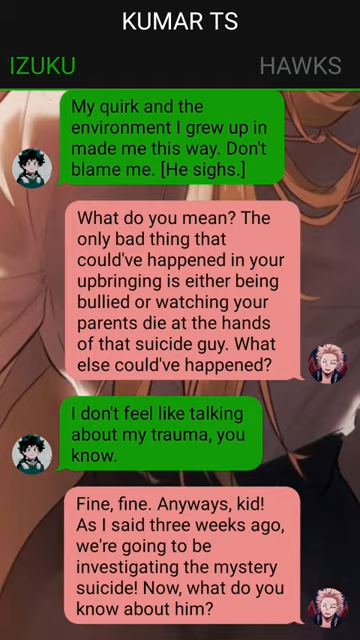 KUMAR TS
IZUKU HAWKS
My quirk and the
environment I grew up in
made me this way. Don't
blame me. [He sighs.]
What do you mean? The
only bad thing that
could've happened in your
upbringing is either being
bullied or watching your
parents die at the hands
of that suicide guy. What
else could've happened?
I don't feel like talking
about my trauma, you
know.
Fine, fine. Anyways, kid!
As I said three weeks ago,
we're going to be
investigating the mystery
suicide! Now, what do you
know about him?